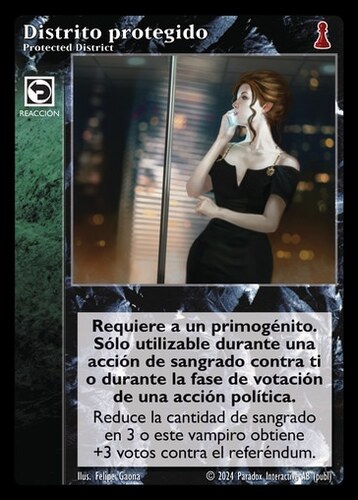 Distrito protegido
Protected District
REACCIÓN
Requiere a un primogénito.
Sólo utilizable durante una
acción de sangrado contra ti
o durante la fase de votación
de una acción política.
Reduce la cantidad de sangrado
en 3 o este vampiro obtiene
+3 votos contra el referéndum.
Ilus. Felipe Gaona
© 2024 Paradox Interactive AB (publ)